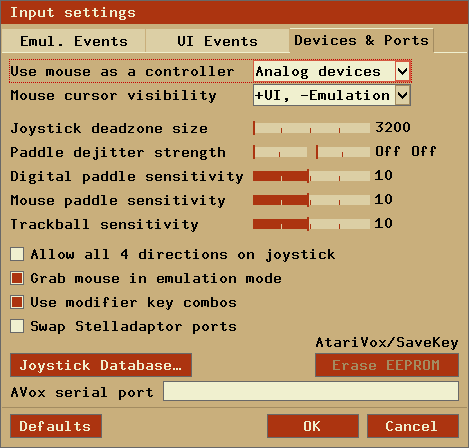 Input settings
Emul. Events UI Events Devices & Ports
Use mouse as a controller Analog devices
Mouse cursor visibility +UI, -Emulation
Joystick deadzone size 3200
Paddle dejitter strength Off Off
Digital paddle sensitivity 10
Mouse paddle sensitivity 10
Trackball sensitivity 10
Allow all 4 directions on joystick
Grab mouse in emulation mode
Use modifier key combos
Swap Stelladaptor ports
AtariVox/SaveKey
Joystick Database… Erase EEPROM
AVox serial port
Defaults OK Cancel